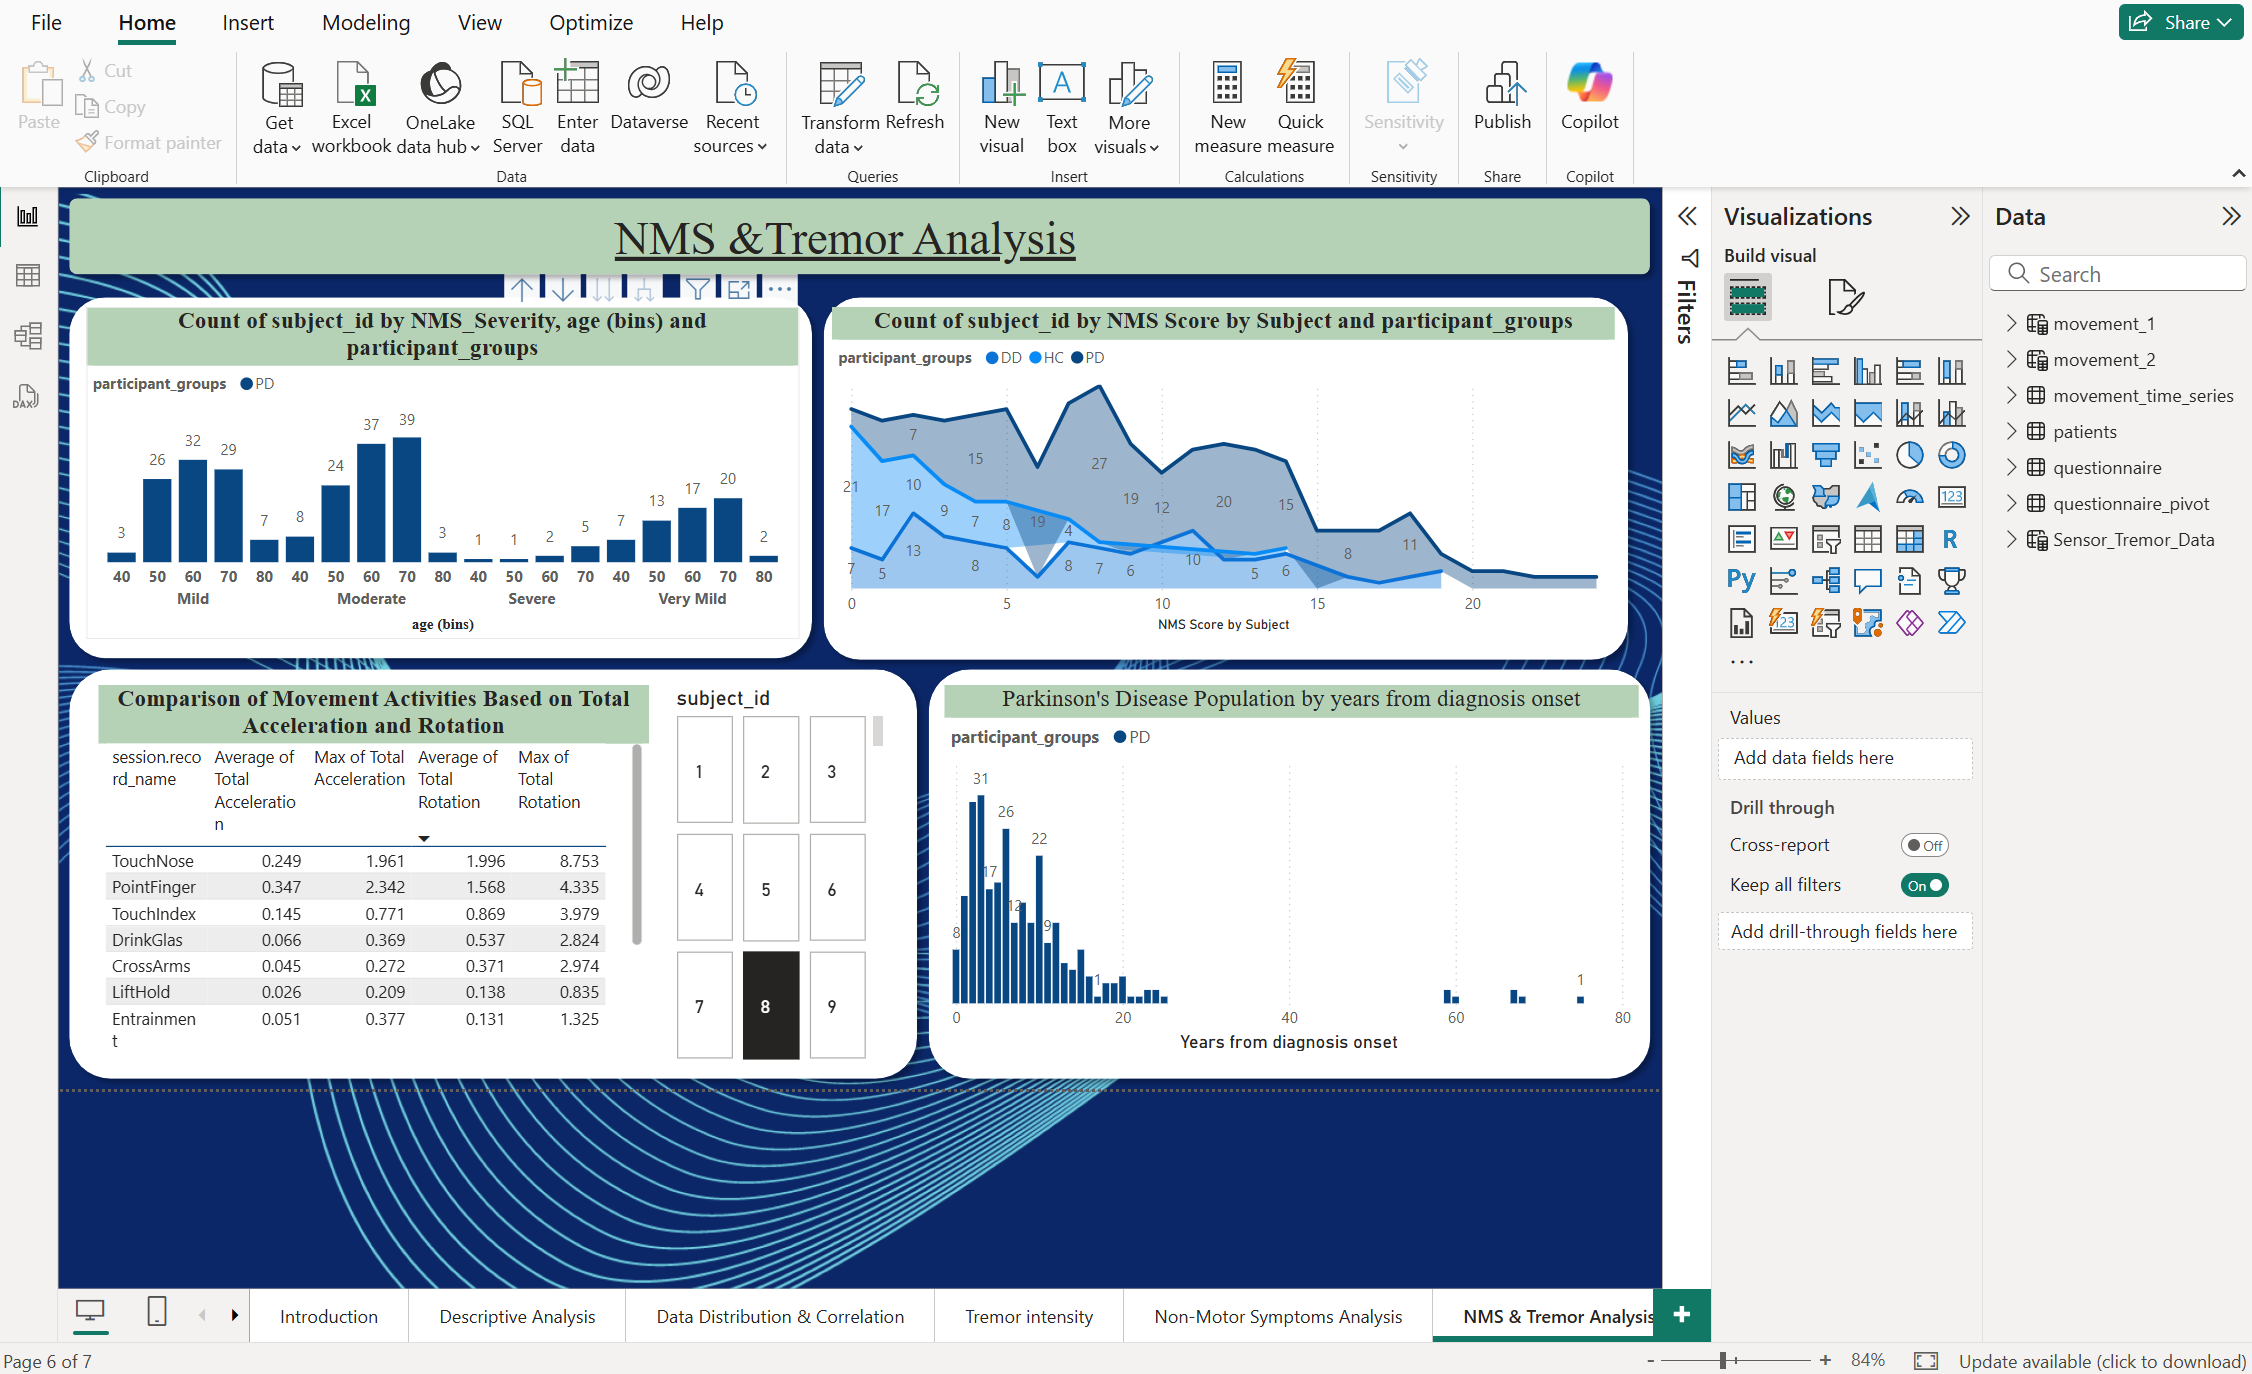 File Home Insert Modeling View Optimize Help Share
Paste
Cut
Copy
Format painter
Clipboard
Get data
Excel workbook
OneLake data hub
SQL Server
Enter data
Dataverse
Recent sources
Data
Transform data
Refresh
Queries
New visual
Text box
More visuals
Insert
New measure
Quick measure
Calculations
Sensitivity
Sensitivity
Publish
Share
Copilot
Copilot
NMS &Tremor Analysis
Count of subject_id by NMS_Severity, age (bins) and
participant_groups
participant_groups PD
3 26 32 29 7 8 24 37 39 3 1 1 2 5 7 13 17 20 2
40 50 60 70 80 40 50 60 70 80 40 50 60 70 40 50 60 70 80
Mild Moderate Severe Very Mild
age (bins)
Count of subject_id by NMS Score by Subject and participant_groups
participant_groups DD HC PD
7
15 27
21 10 19 12 20 15
17 9 7 8 19 4
13 8 8 7 6 10 5 6 8 11
7 5
0 5 10 15 20
NMS Score by Subject
Comparison of Movement Activities Based on Total
Acceleration and Rotation
session.reco
rd_name
Average of
Total
Acceleratio
n
Max of Total
Acceleration
Average of
Total
Rotation
Max of
Total
Rotation
TouchNose 0.249 1.961 1.996 8.753
PointFinger 0.347 2.342 1.568 4.335
TouchIndex 0.145 0.771 0.869 3.979
DrinkGlas 0.066 0.369 0.537 2.824
CrossArms 0.045 0.272 0.371 2.974
LiftHold 0.026 0.209 0.138 0.835
Entrainmen 0.051 0.377 0.131 1.325
t
subject_id
1 2 3
4 5 6
7 8 9
Parkinson's Disease Population by years from diagnosis onset
participant_groups PD
31
26
22
17
12
9
8
1 1
0 20 40 60 80
Years from diagnosis onset
Filters
Visualizations
Build visual
123
R
Py
123
Values
Add data fields here
Drill through
Cross-report Off
Keep all filters On
Add drill-through fields here
Data
Search
movement_1
movement_2
movement_time_series
patients
questionnaire
questionnaire_pivot
Sensor_Tremor_Data
DAX
Introduction Descriptive Analysis Data Distribution & Correlation Tremor intensity Non-Motor Symptoms Analysis NMS & Tremor Analysis +
Page 6 of 7 - + 84% Update available (click to download)